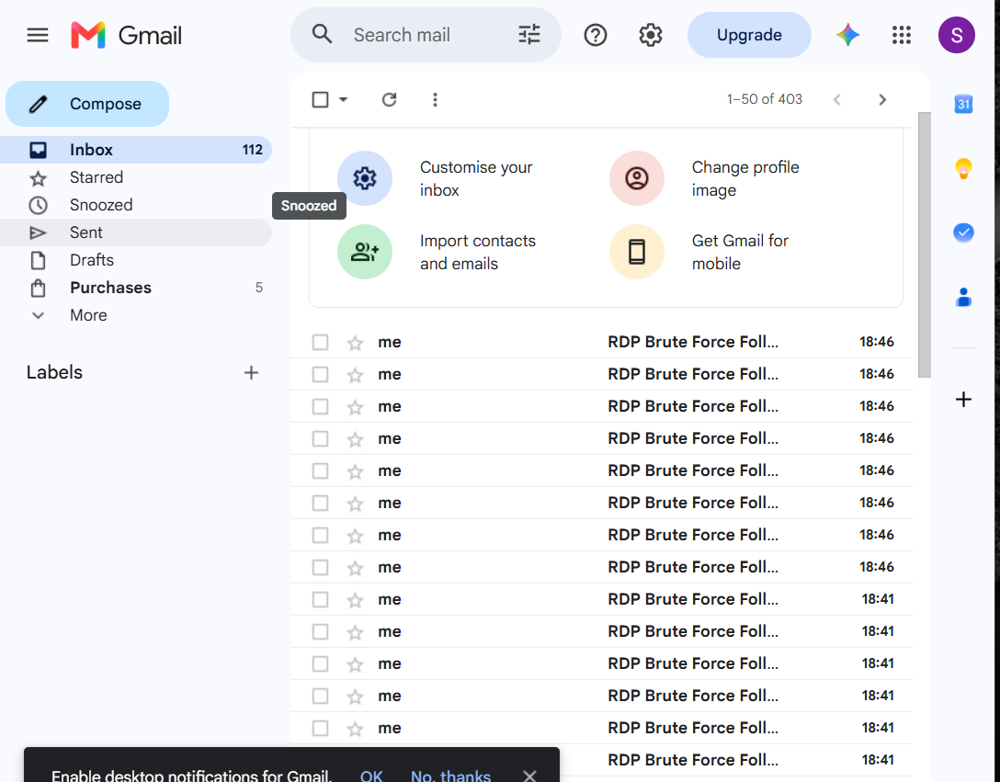 Gmail
Search mail
Upgrade
S
Compose
1–50 of 403
31
Inbox 112
Starred
Snoozed
Snoozed
Sent
Drafts
Purchases 5
More
Labels
Customise your
inbox
Change profile
image
Import contacts
and emails
Get Gmail for
mobile
me RDP Brute Force Foll... 18:46
me RDP Brute Force Foll... 18:46
me RDP Brute Force Foll... 18:46
me RDP Brute Force Foll... 18:46
me RDP Brute Force Foll... 18:46
me RDP Brute Force Foll... 18:46
me RDP Brute Force Foll... 18:46
me RDP Brute Force Foll... 18:46
me RDP Brute Force Foll... 18:41
me RDP Brute Force Foll... 18:41
me RDP Brute Force Foll... 18:41
me RDP Brute Force Foll... 18:41
me RDP Brute Force Foll... 18:41
RDP Brute Force Foll... 18:41
Enable desktop notifications for Gmail. OK No, thanks